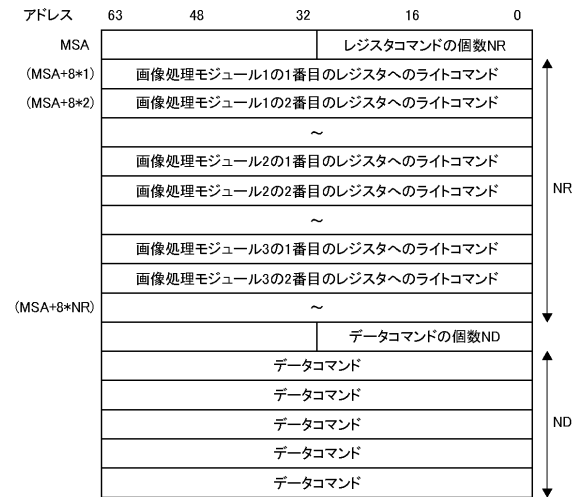 アドレス 63 48 32 16 0
MSA レジスタコマンドの個数NR
(MSA+8*1) 画像処理モジュール1の1番目のレジスタへのライトコマンド
(MSA+8*2) 画像処理モジュール1の2番目のレジスタへのライトコマンド
~
画像処理モジュール2の1番目のレジスタへのライトコマンド
画像処理モジュール2の2番目のレジスタへのライトコマンド NR
~
画像処理モジュール3の1番目のレジスタへのライトコマンド
画像処理モジュール3の2番目のレジスタへのライトコマンド
(MSA+8*NR) ~
データコマンドの個数ND
データコマンド
データコマンド
データコマンド ND
データコマンド
データコマンド